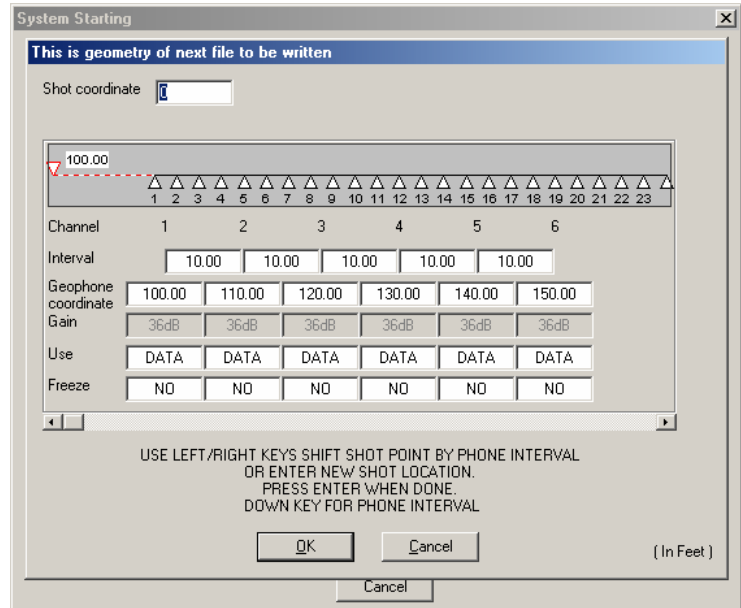 System Starting
This is geometry of next file to be written
Shot coordinate 0
100.00
1 2 3 4 5 6 7 8 9 10 11 12 13 14 15 16 17 18 19 20 21 22 23
Channel 1 2 3 4 5 6
Interval 10.00 10.00 10.00 10.00 10.00
Geophone
coordinate 100.00 110.00 120.00 130.00 140.00 150.00
Gain 36dB 36dB 36dB 36dB 36dB 36dB
Use DATA DATA DATA DATA DATA DATA
Freeze NO NO NO NO NO NO
USE LEFT/RIGHT KEYS SHIFT SHOT POINT BY PHONE INTERVAL
OR ENTER NEW SHOT LOCATION.
PRESS ENTER WHEN DONE.
DOWN KEY FOR PHONE INTERVAL
OK Cancel
( In Feet )
Cancel